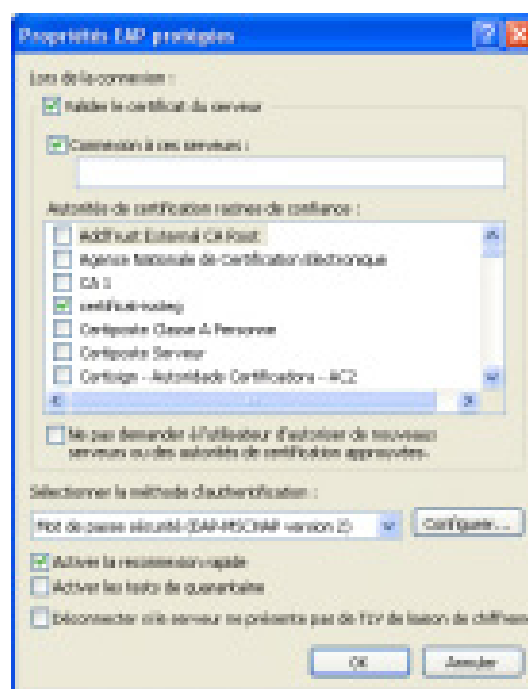 Propriétés EAP protégées
Lors de la connexion :
Valider le certificat du serveur
Connexion à ces serveurs :
Autorités de certification racines de confiance :
AddTrust External CA Root
Agence Nationale de Certification Electronique
CA 1
Certiposte Classe A Personne
Certiposte Serveur
Certisign - Autoridade Certificadora - AC2
Ne pas demander à l'utilisateur d'autoriser de nouveaux
serveurs ou des autorités de certification approuvées.
Sélectionner la méthode d'authentification :
Mot de passe sécurisé (EAP-MSCHAP version 2)
Configurer...
Activer la reconnexion rapide
Activer les tests de quarantaine
Déconnecter si le serveur ne présente pas de TLV de liaison de chiffreme
OK
Annuler